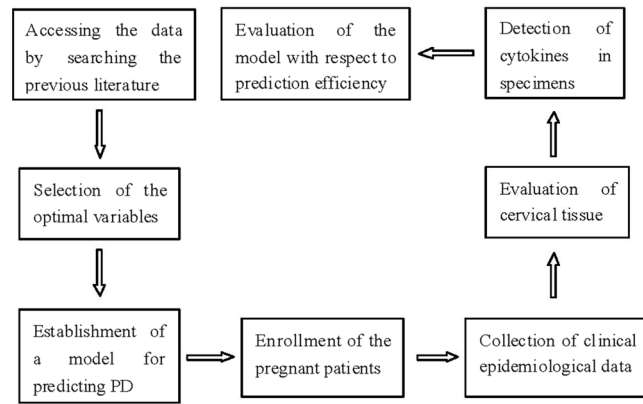 Accessing the data
by searching the
previous literature
Selection of the
optimal variables
Establishment of
a model for
predicting PD
Enrollment of the
pregnant patients
Collection of clinical
epidemiological data
Evaluation of
cervical tissue
Detection of
cytokines in
specimens
Evaluation of the
model with respect to
prediction efficiency